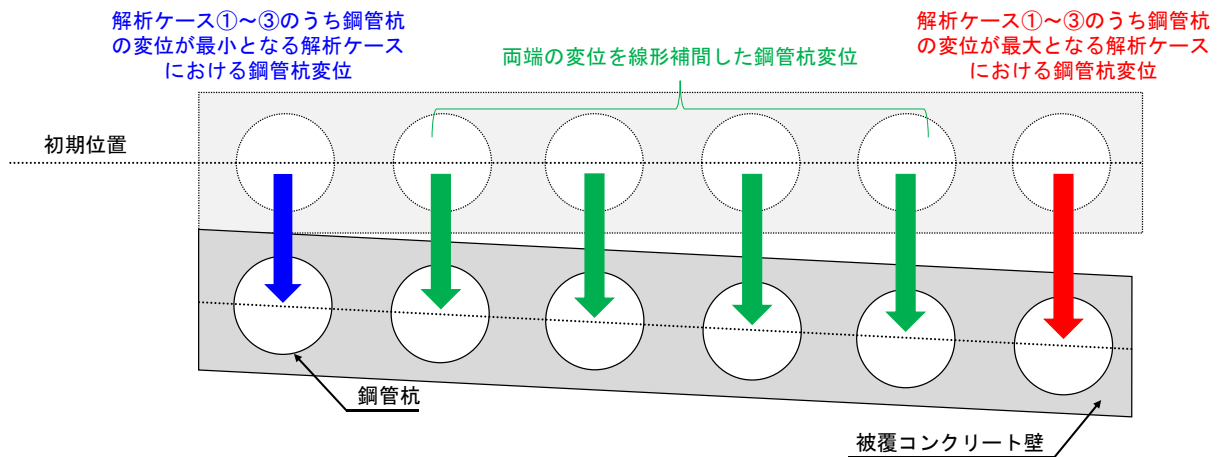 解析ケース①～③のうち鋼管杭
の変位が最小となる解析ケース
における鋼管杭変位
両端の変位を線形補間した鋼管杭変位
解析ケース①～③のうち鋼管杭
の変位が最大となる解析ケース
における鋼管杭変位
初期位置
鋼管杭
被覆コンクリート壁